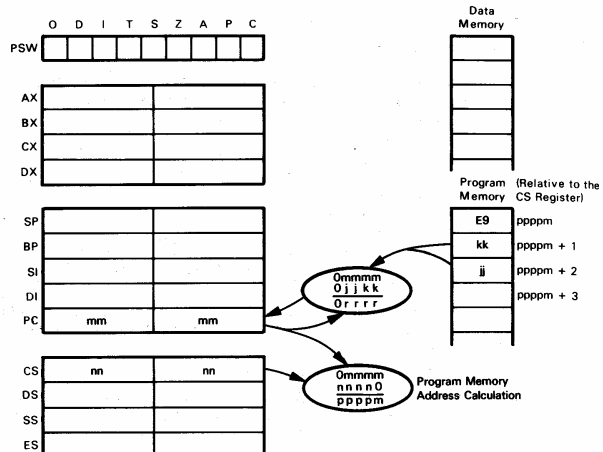 O D I T S Z A P C
PSW
AX
BX
CX
DX
SP
BP
SI
DI
PC mm mm
CS nn nn
DS
SS
ES
0mmmm
0jjkk
0rrrr
0mmmm
nnnn0
ppppm
Program Memory
Address Calculation
Data
Memory
Program
Memory
(Relative to the
CS Register)
E9 ppppm
kk ppppm + 1
jj ppppm + 2
ppppm + 3